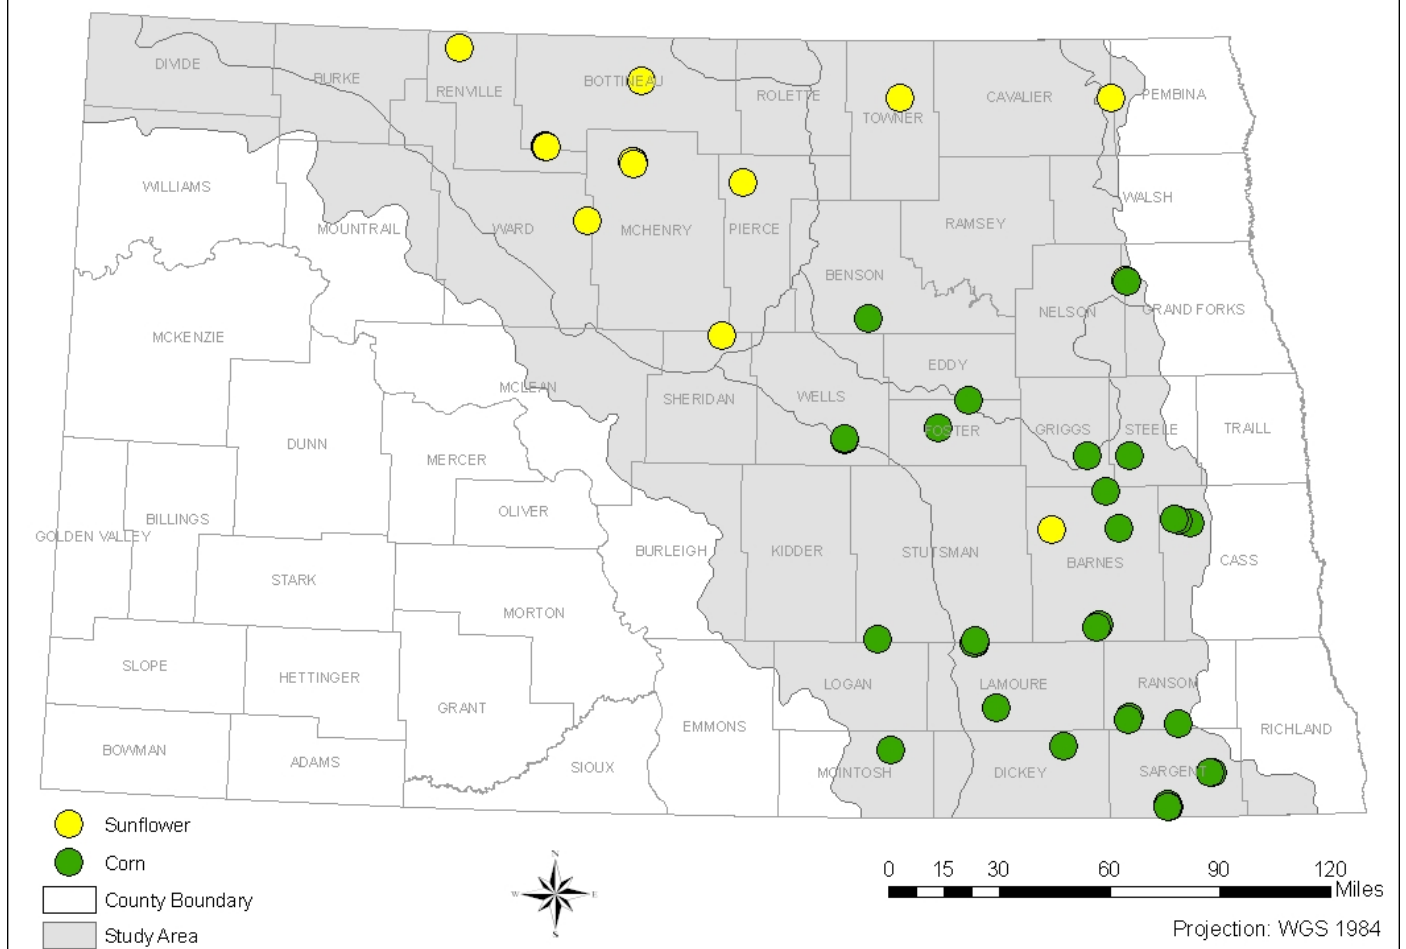 DIVIDE
BURKE
RENVILLE
BOTTINEAU
ROLETTE
TOWNER
CAVALIER
PEMBINA
WILLIAMS
MOUNTRAIL
WARD
MCHENRY
PIERCE
BENSON
RAMSEY
WALSH
NELSON
GRAND FORKS
MCKENZIE
DUNN
MCLEAN
SHERIDAN
WELLS
EDDY
FOSTER
GRIGGS
STEELE
TRAILL
MERCER
OLIVER
GOLDEN VALLEY
BILLINGS
STARK
MORTON
BURLEIGH
KIDDER
STUTSMAN
BARNES
CASS
SLOPE
HETTINGER
GRANT
EMMONS
LOGAN
LAMOURE
RANSOM
RICHLAND
BOWMAN
ADAMS
SIOUX
MCINTOSH
DICKEY
SARGENT
Sunflower
Corn
County Boundary
Study Area
N
W
E
S
0 15 30 60 90 120
Miles
Projection: WGS 1984